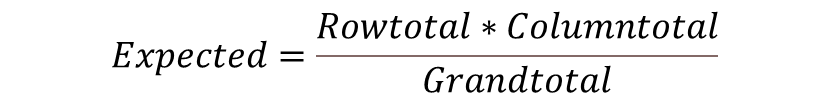 Expected = Rowtotal * Columntotal / Grandtotal